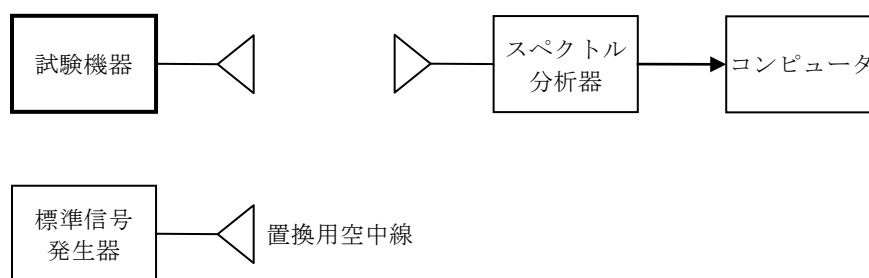 試験機器
スペクトル
分析器
コンピュータ
標準信号
発生器
置換用空中線